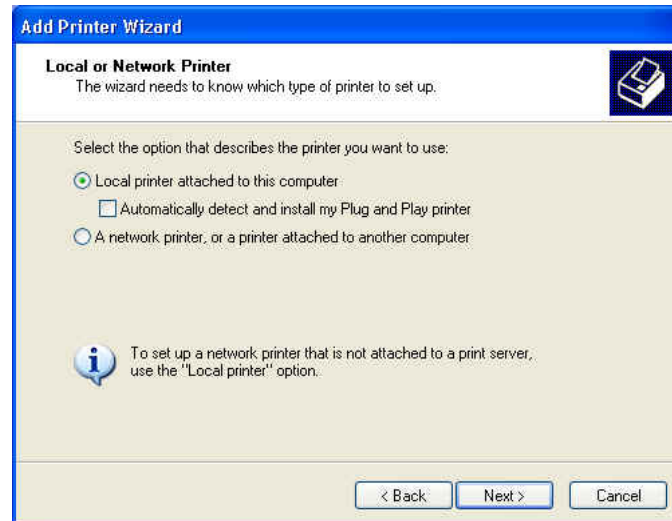 Add Printer Wizard
Local or Network Printer
The wizard needs to know which type of printer to set up.
Select the option that describes the printer you want to use:
Local printer attached to this computer
Automatically detect and install my Plug and Play printer
A network printer, or a printer attached to another computer
To set up a network printer that is not attached to a print server,
use the "Local printer" option.
< Back
Next >
Cancel